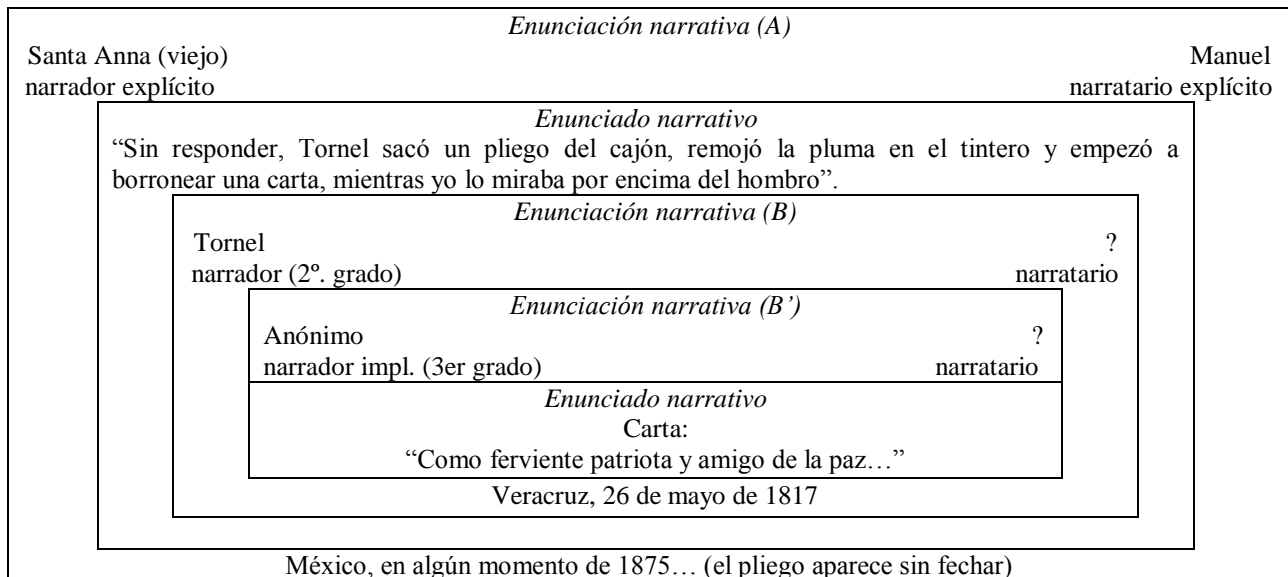 Enunciación narrativa (A)
Santa Anna (viejo) Manuel
narrador explícito narratario explícito
Enunciado narrativo
“Sin responder, Tornel sacó un pliego del cajón, remojó la pluma en el tintero y empezó a
borronear una carta, mientras yo lo miraba por encima del hombro”.
Enunciación narrativa (B)
Tornel ?
narrador (2º. grado) narratario
Enunciación narrativa (B’)
Anónimo ?
narrador impl. (3er grado) narratario
Enunciado narrativo
Carta:
“Como ferviente patriota y amigo de la paz…”
Veracruz, 26 de mayo de 1817
México, en algún momento de 1875… (el pliego aparece sin fechar)